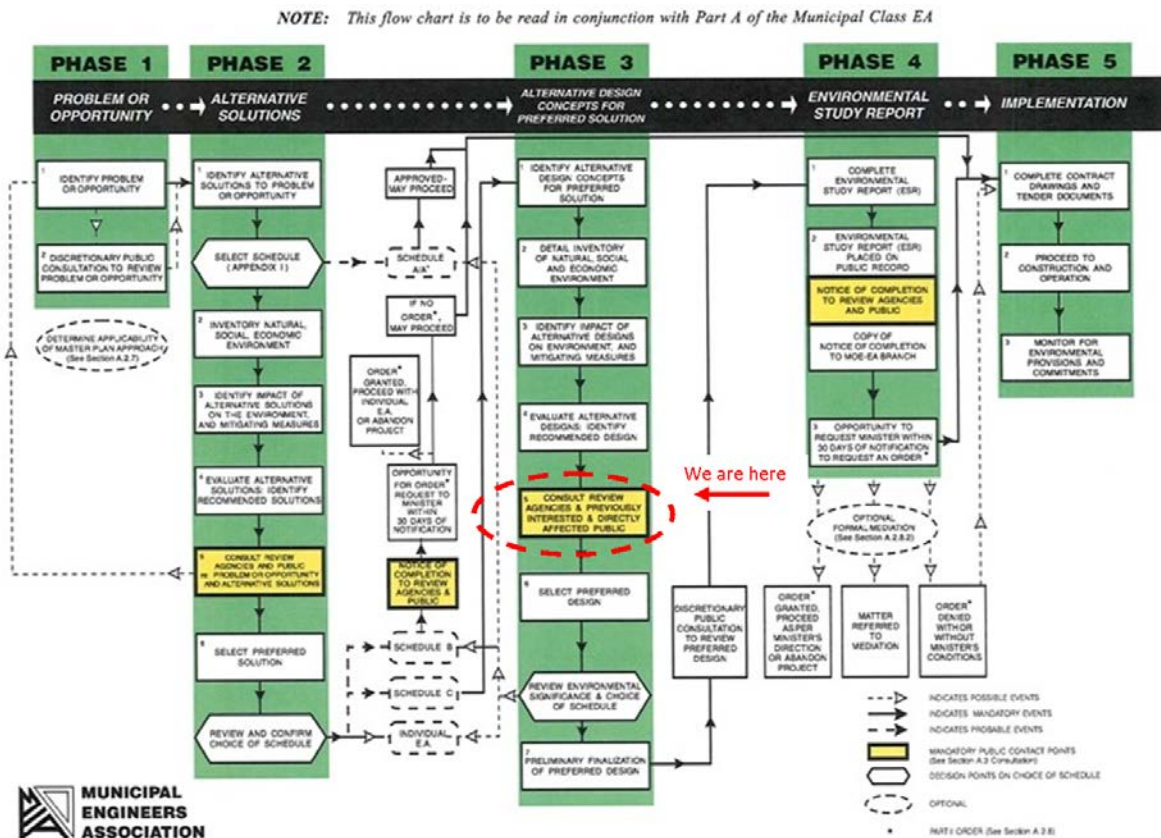 NOTE: This flow chart is to be read in conjunction with Part A of the Municipal Class EA
PHASE 1
PROBLEM OR
OPPORTUNITY
1 IDENTIFY PROBLEM
OR OPPORTUNITY
2 DISCRETIONARY PUBLIC
CONSULTATION TO REVIEW
PROBLEM OR OPPORTUNITY
DETERMINE APPLICABILITY
OF MASTER PLAN APPROACH
(See Section A.2.7)
PHASE 2
ALTERNATIVE
SOLUTIONS
1 IDENTIFY ALTERNATIVE
SOLUTIONS TO PROBLEM
OR OPPORTUNITY
SELECT SCHEDULE
(APPENDIX I)
2 INVENTORY NATURAL,
SOCIAL, ECONOMIC
ENVIRONMENT
3 IDENTIFY IMPACT OF
ALTERNATIVE SOLUTIONS
ON THE ENVIRONMENT,
AND MITIGATING MEASURES
4 EVALUATE ALTERNATIVE
SOLUTIONS: IDENTIFY
RECOMMENDED SOLUTIONS
5 CONSULT REVIEW
AGENCIES AND PUBLIC
re: PROBLEM OR OPPORTUNITY
AND ALTERNATIVE SOLUTIONS
6 SELECT PREFERRED
SOLUTION
REVIEW AND CONFIRM
CHOICE OF SCHEDULE
APPROVED-
MAY PROCEED
SCHEDULE
A/A+
IF NO
ORDER*,
MAY PROCEED
ORDER*
GRANTED,
PROCEED WITH
INDIVIDUAL
E.A.
OR ABANDON
PROJECT
OPPORTUNITY
FOR ORDER*
REQUEST TO
MINISTER
WITHIN
30 DAYS OF
NOTIFICATION
NOTICE OF
COMPLETION
TO REVIEW
AGENCIES &
PUBLIC
SCHEDULE B
SCHEDULE C
INDIVIDUAL
E.A.
PHASE 3
ALTERNATIVE DESIGN
CONCEPTS FOR
PREFERRED SOLUTION
1 IDENTIFY ALTERNATIVE
DESIGN CONCEPTS
FOR PREFERRED
SOLUTION
2 DETAIL INVENTORY
OF NATURAL, SOCIAL
AND ECONOMIC
ENVIRONMENT
3 IDENTIFY IMPACT OF
ALTERNATIVE DESIGNS
ON ENVIRONMENT, AND
MITIGATING MEASURES
4 EVALUATE ALTERNATIVE
DESIGNS: IDENTIFY
RECOMMENDED DESIGN
5 CONSULT REVIEW
AGENCIES & PREVIOUSLY
INTERESTED & DIRECTLY
AFFECTED PUBLIC
We are here
6 SELECT PREFERRED
DESIGN
REVIEW ENVIRONMENTAL
SIGNIFICANCE & CHOICE
OF SCHEDULE
7 PRELIMINARY FINALIZATION
OF PREFERRED DESIGN
DISCRETIONARY
PUBLIC
CONSULTATION
TO REVIEW
PREFERRED
DESIGN
PHASE 4
ENVIRONMENTAL
STUDY REPORT
1 COMPLETE
ENVIRONMENTAL
STUDY REPORT (ESR)
2 ENVIRONMENTAL
STUDY REPORT (ESR)
PLACED ON
PUBLIC RECORD
NOTICE OF COMPLETION
TO REVIEW AGENCIES
AND PUBLIC
COPY OF
NOTICE OF COMPLETION
TO MOE-EA BRANCH
3 OPPORTUNITY TO
REQUEST MINISTER WITHIN
30 DAYS OF NOTIFICATION
TO REQUEST AN ORDER*
OPTIONAL
FORMAL MEDIATION
(See Section A.2.8.2)
ORDER*
GRANTED,
PROCEED
AS PER
MINISTER'S
DIRECTION
OR ABANDON
PROJECT
MATTER
REFERRED
TO
MEDIATION
ORDER*
DENIED
WITH OR
WITHOUT
MINISTER'S
CONDITIONS
PHASE 5
IMPLEMENTATION
1 COMPLETE CONTRACT
DRAWINGS AND
TENDER DOCUMENTS
2 PROCEED TO
CONSTRUCTION AND
OPERATION
3 MONITOR FOR
ENVIRONMENTAL
PROVISIONS AND
COMMITMENTS
INDICATES POSSIBLE EVENTS
INDICATES MANDATORY EVENTS
INDICATES PROBABLE EVENTS
MANDATORY PUBLIC CONTACT POINTS
(See Section A.3 Consultation)
DECISION POINTS ON CHOICE OF SCHEDULE
OPTIONAL
* PART II ORDER (See Section A.2.8)
MUNICIPAL
ENGINEERS
ASSOCIATION